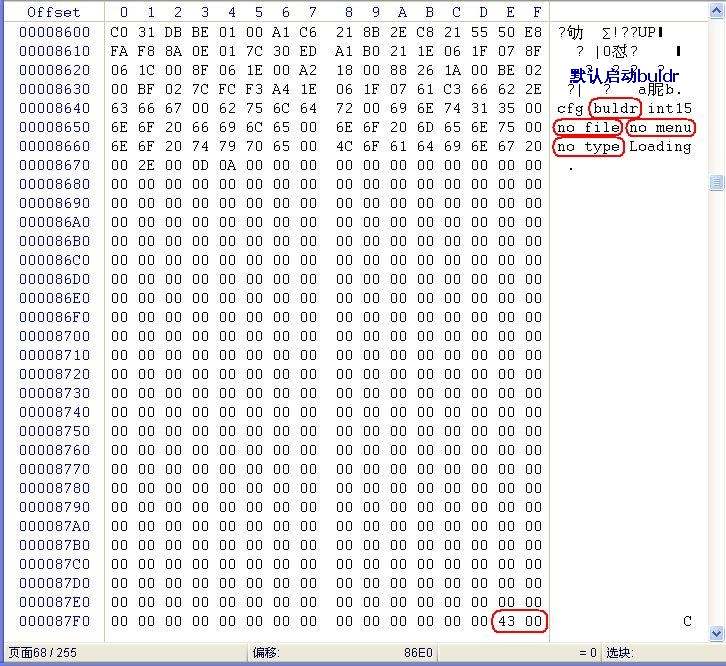 Offset 0 1 2 3 4 5 6 7 8 9 A B C D E F
00008600 C0 31 DB BE 01 00 A1 C6 21 8B 2E C8 21 55 50 E8 ?劬 ∑!??UP
00008610 FA F8 8A 0E 01 7C 30 ED A1 B0 21 1E 06 1F 07 8F ? |0怼?
00008620 06 1C 00 8F 06 1E 00 A2 18 00 88 26 1A 00 BE 02
默认启动buldr
00008630 00 BF 02 7C FC F3 A4 1E 06 1F 07 61 C3 66 62 2E ?| ? a胒b.
00008640 63 66 67 00 62 75 6C 64 72 00 69 6E 74 31 35 00 cfg buldr int15
00008650 6E 6F 20 66 69 6C 65 00 6E 6F 20 6D 65 6E 75 00 no file no menu
00008660 6E 6F 20 74 79 70 65 00 4C 6F 61 64 69 6E 67 20 no type Loading
00008670 00 2E 00 0D 0A 00 00 00 00 00 00 00 00 00 00 00 .
00008680 00 00 00 00 00 00 00 00 00 00 00 00 00 00 00 00
00008690 00 00 00 00 00 00 00 00 00 00 00 00 00 00 00 00
000086A0 00 00 00 00 00 00 00 00 00 00 00 00 00 00 00 00
000086B0 00 00 00 00 00 00 00 00 00 00 00 00 00 00 00 00
000086C0 00 00 00 00 00 00 00 00 00 00 00 00 00 00 00 00
000086D0 00 00 00 00 00 00 00 00 00 00 00 00 00 00 00 00
000086E0 00 00 00 00 00 00 00 00 00 00 00 00 00 00 00 00
000086F0 00 00 00 00 00 00 00 00 00 00 00 00 00 00 00 00
00008700 00 00 00 00 00 00 00 00 00 00 00 00 00 00 00 00
00008710 00 00 00 00 00 00 00 00 00 00 00 00 00 00 00 00
00008720 00 00 00 00 00 00 00 00 00 00 00 00 00 00 00 00
00008730 00 00 00 00 00 00 00 00 00 00 00 00 00 00 00 00
00008740 00 00 00 00 00 00 00 00 00 00 00 00 00 00 00 00
00008750 00 00 00 00 00 00 00 00 00 00 00 00 00 00 00 00
00008760 00 00 00 00 00 00 00 00 00 00 00 00 00 00 00 00
00008770 00 00 00 00 00 00 00 00 00 00 00 00 00 00 00 00
00008780 00 00 00 00 00 00 00 00 00 00 00 00 00 00 00 00
00008790 00 00 00 00 00 00 00 00 00 00 00 00 00 00 00 00
000087A0 00 00 00 00 00 00 00 00 00 00 00 00 00 00 00 00
000087B0 00 00 00 00 00 00 00 00 00 00 00 00 00 00 00 00
000087C0 00 00 00 00 00 00 00 00 00 00 00 00 00 00 00 00
000087D0 00 00 00 00 00 00 00 00 00 00 00 00 00 00 00 00
000087E0 00 00 00 00 00 00 00 00 00 00 00 00 00 00 00 00
000087F0 00 00 00 00 00 00 00 00 00 00 00 00 00 00 43 00 C
页面68 / 255 偏移: 86E0 = 0 选块: